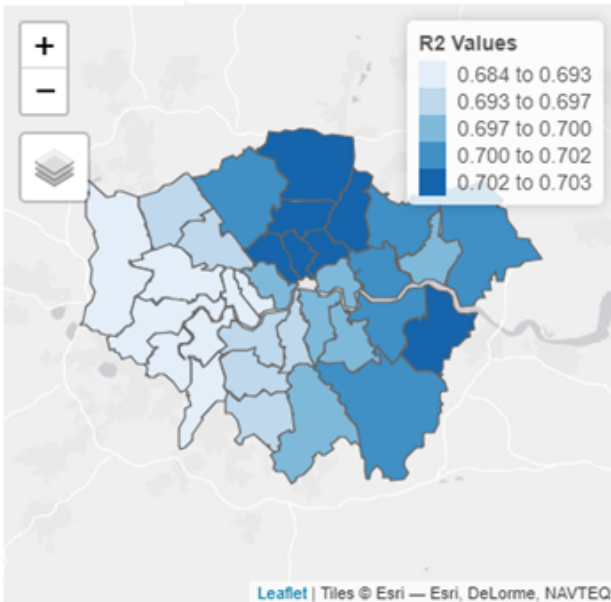 +
−
R2 Values
0.684 to 0.693
0.693 to 0.697
0.697 to 0.700
0.700 to 0.702
0.702 to 0.703
Leaflet | Tiles © Esri — Esri, DeLorme, NAVTEQ